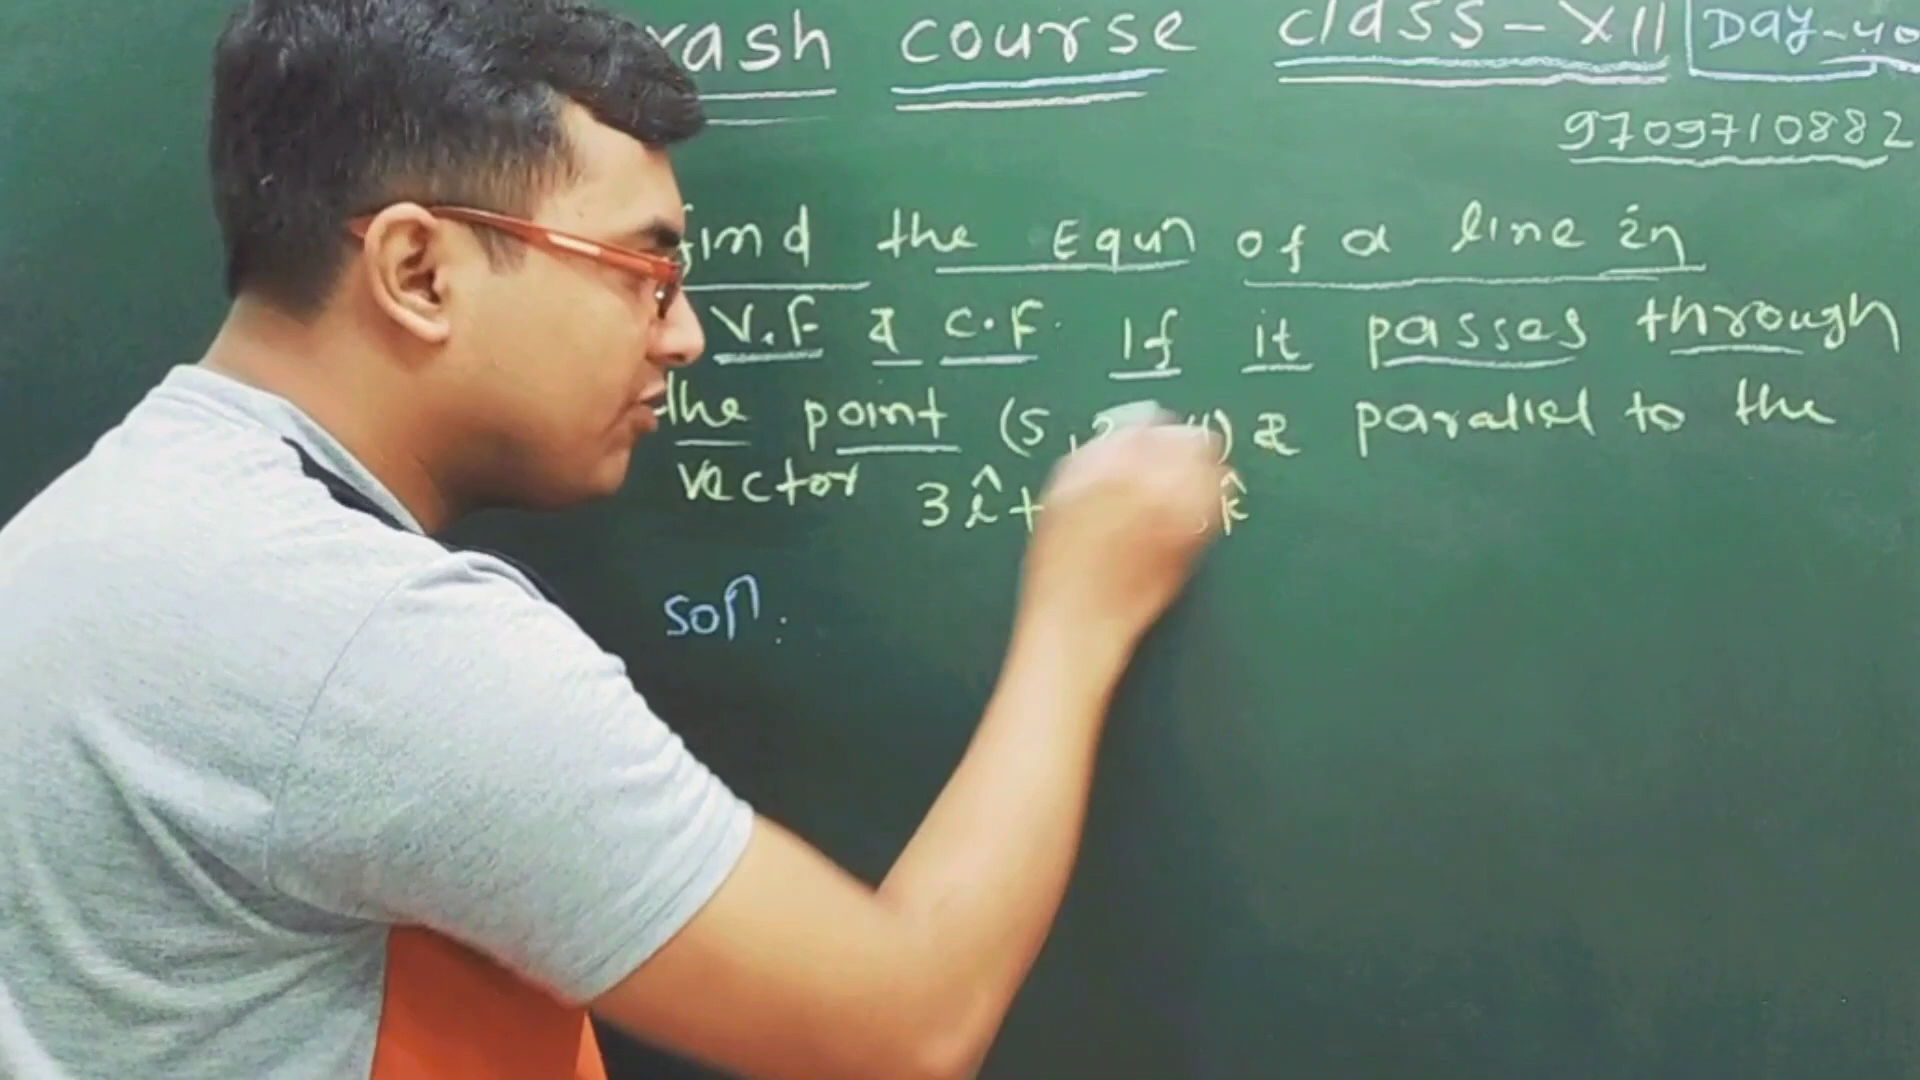 rash course class-XII Day-40
9709710882
find the Equn of a line in
V.F & C.F. If it passes through
the point (5, 4) & parallel to the
vector 3î+ k̂
Soln: